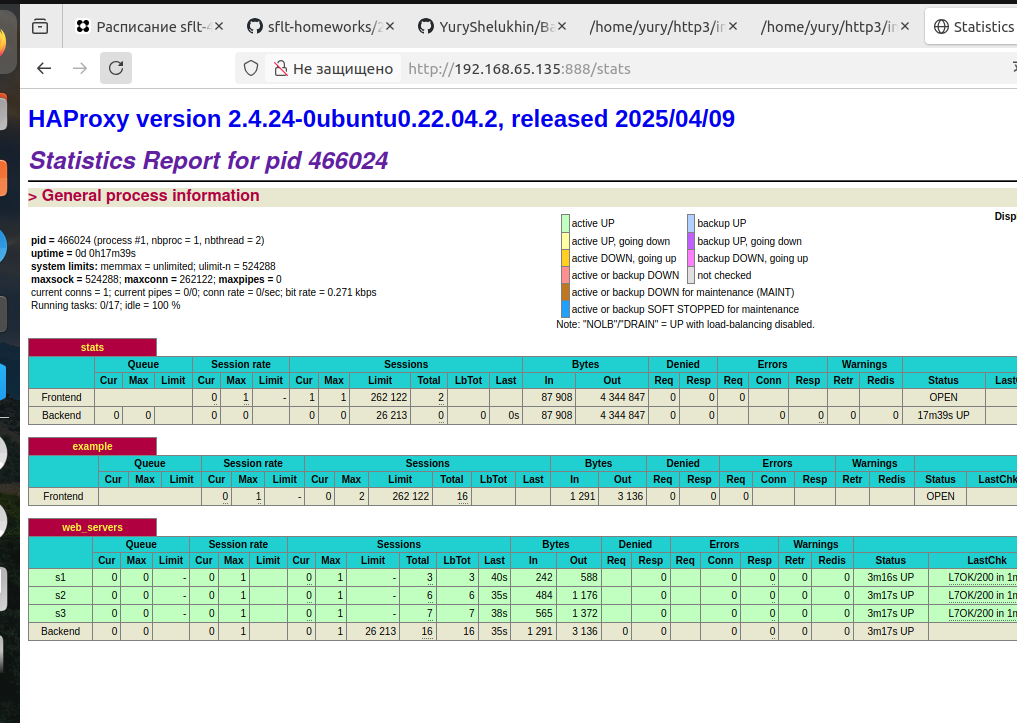 Расписание sflt-
sflt-homeworks/2
YuryShelukhin/Ba
/home/yury/http3/in
/home/yury/http3/in
Statistics
Не защищено http://192.168.65.135:888/stats
HAProxy version 2.4.24-0ubuntu0.22.04.2, released 2025/04/09
Statistics Report for pid 466024
> General process information
pid = 466024 (process #1, nbproc = 1, nbthread = 2)
uptime = 0d 0h17m39s
system limits: memmax = unlimited; ulimit-n = 524288
maxsock = 524288; maxconn = 262122; maxpipes = 0
current conns = 1; current pipes = 0/0; conn rate = 0/sec; bit rate = 0.271 kbps
Running tasks: 0/17; idle = 100 %
active UP backup UP
active UP, going down backup UP, going down
active DOWN, going up backup DOWN, going up
active or backup DOWN not checked
active or backup DOWN for maintenance (MAINT)
active or backup SOFT STOPPED for maintenance
Note: "NOLB"/"DRAIN" = UP with load-balancing disabled.
Disp
stats
Queue Session rate Sessions Bytes Denied Errors Warnings
Cur Max Limit Cur Max Limit Cur Max Limit Total LbTot Last In Out Req Resp Req Conn Resp Retr Redis Status Last
Frontend 0 1 - 1 1 262 122 2 87 908 4 344 847 0 0 0 OPEN
Backend 0 0 0 0 0 0 26 213 0 0 0s 87 908 4 344 847 0 0 0 0 0 0 17m39s UP
example
Queue Session rate Sessions Bytes Denied Errors Warnings
Cur Max Limit Cur Max Limit Cur Max Limit Total LbTot Last In Out Req Resp Req Conn Resp Retr Redis Status LastChk
Frontend 0 1 - 0 2 262 122 16 1 291 3 136 0 0 0 OPEN
web_servers
Queue Session rate Sessions Bytes Denied Errors Warnings
Cur Max Limit Cur Max Limit Cur Max Limit Total LbTot Last In Out Req Resp Req Conn Resp Retr Redis Status LastChk
s1 0 0 - 0 1 0 1 - 3 3 40s 242 588 0 0 0 0 0 3m16s UP L7OK/200 in 1m
s2 0 0 - 0 1 0 1 - 6 6 35s 484 1 176 0 0 0 0 0 3m17s UP L7OK/200 in 1m
s3 0 0 - 0 1 0 1 - 7 7 38s 565 1 372 0 0 0 0 0 3m17s UP L7OK/200 in 1m
Backend 0 0 0 1 0 1 26 213 16 16 35s 1 291 3 136 0 0 0 0 0 0 3m17s UP